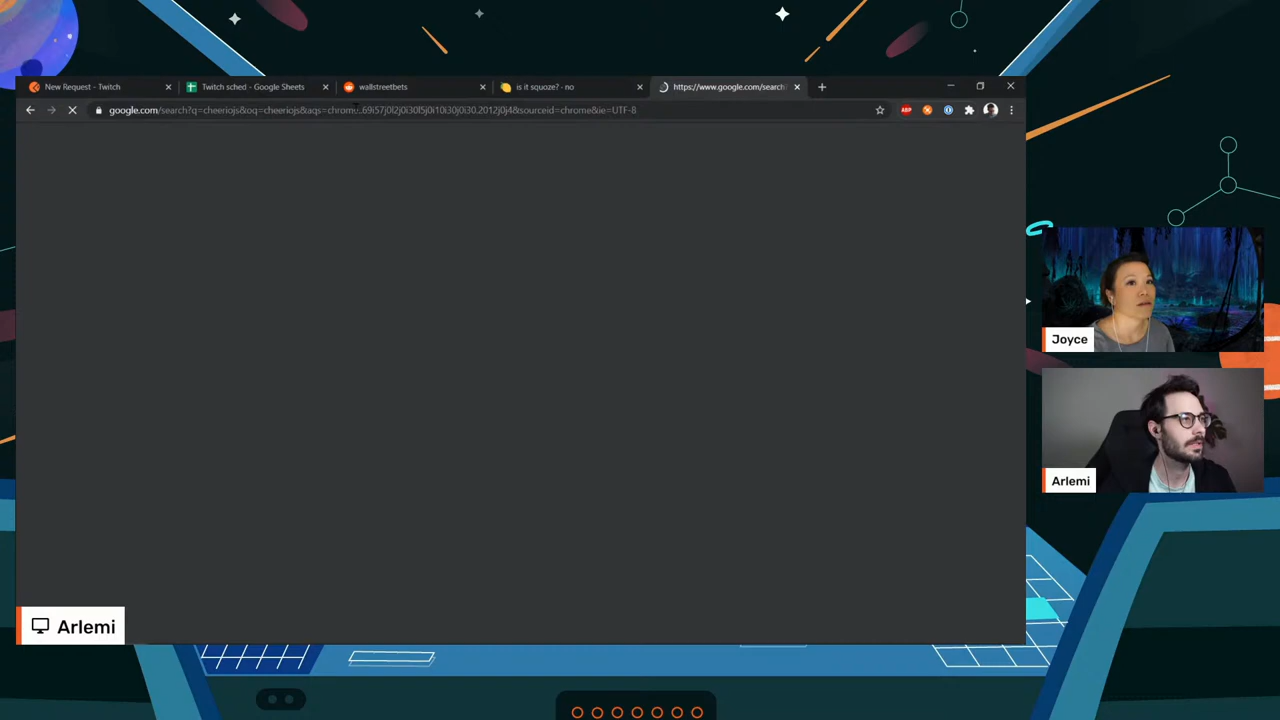 New Request - Twitch
Twitch sched - Google Sheets
wallstreetbets
is it squoze? - no
https://www.google.com/search
google.com/search?q=cheeriojs&oq=cheeriojs&aqs=chrome..69i57j0l2j0i30l5j0i10i30j0i30.2012j0j4&sourceid=chrome&ie=UTF-8
ABP
Joyce
Arlemi
Arlemi